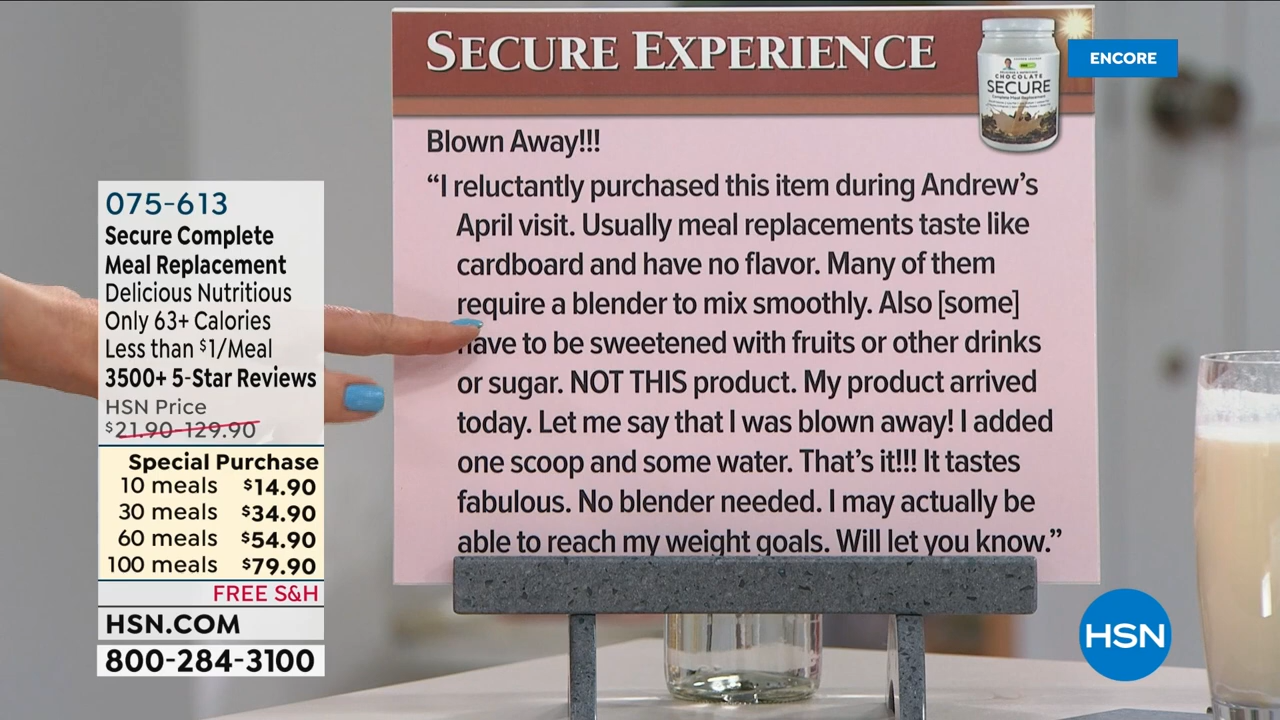 SECURE EXPERIENCE
CHOCOLATE
SECURE
ENCORE
Blown Away!!!
“I reluctantly purchased this item during Andrew’s
April visit. Usually meal replacements taste like
cardboard and have no flavor. Many of them
require a blender to mix smoothly. Also [some]
have to be sweetened with fruits or other drinks
or sugar. NOT THIS product. My product arrived
today. Let me say that I was blown away! I added
one scoop and some water. That’s it!!! It tastes
fabulous. No blender needed. I may actually be
able to reach my weight goals. Will let you know.”
075-613
Secure Complete
Meal Replacement
Delicious Nutritious
Only 63+ Calories
Less than $1/Meal
3500+ 5-Star Reviews
HSN Price
$21.90-129.90
Special Purchase
10 meals $14.90
30 meals $34.90
60 meals $54.90
100 meals $79.90
FREE S&H
HSN.COM
800-284-3100
HSN